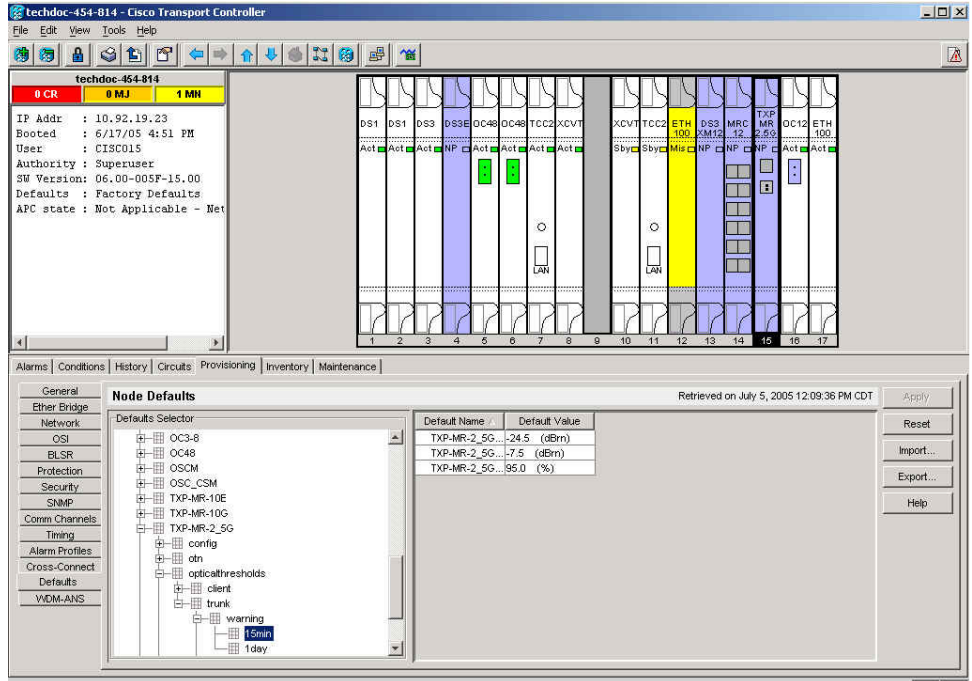 techdoc-454-814 - Cisco Transport Controller
File Edit View Tools Help
techdoc-454-814
0 CR 0 MJ 1 MN
IP Addr : 10.92.19.23
Booted : 6/17/05 4:51 PM
User : CISCO15
Authority : Superuser
SW Version: 06.00-005F-15.00
Defaults : Factory Defaults
APC state : Not Applicable - Net
DS1 DS1 DS3 DS3E OC48 OC48 TCC2 XCVT XCVT TCC2 ETH 100 DS3 XM12 MRC 12 TXP MR 2.5G OC12 ETH 100
Act Act Act NP Act Act Act Act Sby Sby Mis NP NP NP Act Act
LAN LAN
1 2 3 4 5 6 7 8 9 10 11 12 13 14 15 16 17
Alarms Conditions History Circuits Provisioning Inventory Maintenance
General
Ether Bridge
Network
OSI
BLSR
Protection
Security
SNMP
Comm Channels
Timing
Alarm Profiles
Cross-Connect
Defaults
WDM-ANS
Node Defaults
Retrieved on July 5, 2005 12:09:36 PM CDT
Defaults Selector
OC3-8
OC48
OSCM
OSC_CSM
TXP-MR-10E
TXP-MR-10G
TXP-MR-2_5G
config
otn
opticalthresholds
client
trunk
warning
15min
1day
Default Name Default Value
TXP-MR-2_5G... -24.5 (dBm)
TXP-MR-2_5G... -7.5 (dBm)
TXP-MR-2_5G... 95.0 (%)
Apply
Reset
Import...
Export...
Help